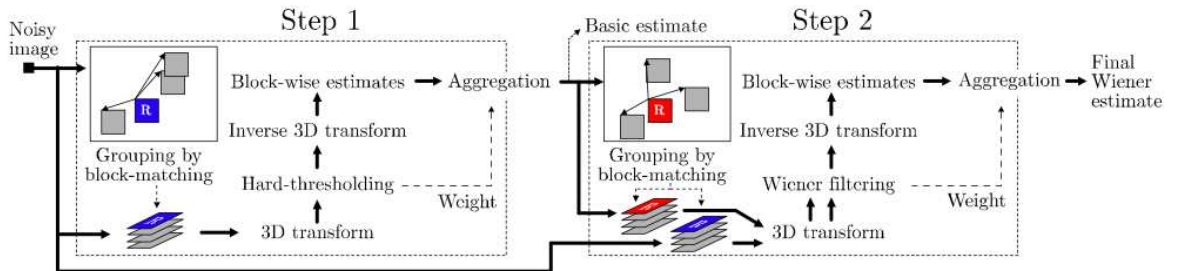 Noisy
image
Step 1
R
Grouping by
block-matching
Block-wise estimates
Aggregation
Inverse 3D transform
Hard-thresholding
Weight
3D transform
Basic estimate
Step 2
R
Grouping by
block-matching
Block-wise estimates
Aggregation
Inverse 3D transform
Wiener filtering
Weight
3D transform
Final
Wiener
estimate